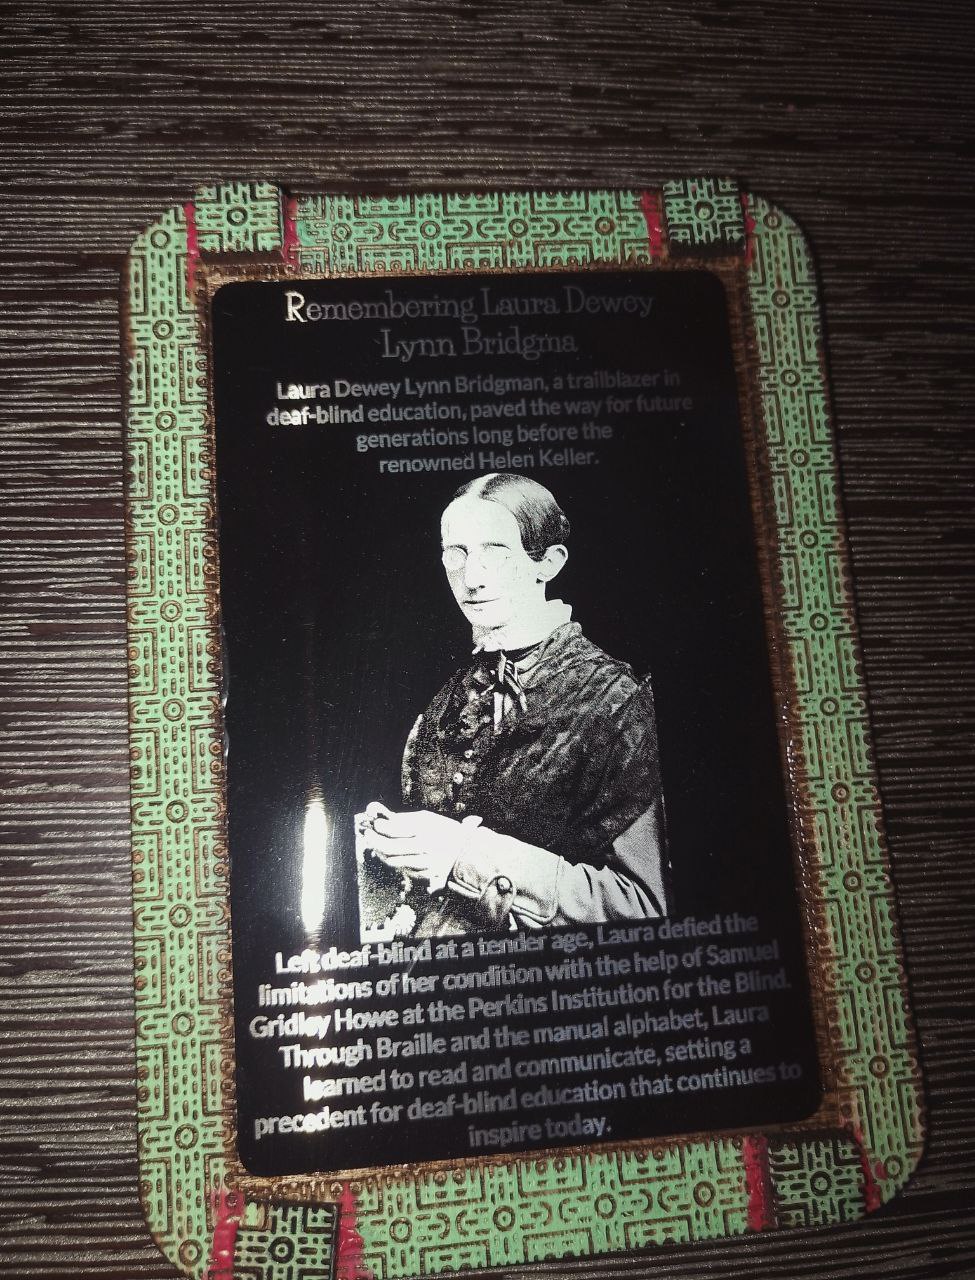 Remembering Laura Dewey
Lynn Bridgma
Laura Dewey Lynn Bridgman, a trailblazer in
deaf-blind education, paved the way for future
generations long before the
renowned Helen Keller.
Left deaf-blind at a tender age, Laura defied the
limitations of her condition with the help of Samuel
Gridley Howe at the Perkins Institution for the Blind.
Through Braille and the manual alphabet, Laura
learned to read and communicate, setting a
precedent for deaf-blind education that continues to
inspire today.